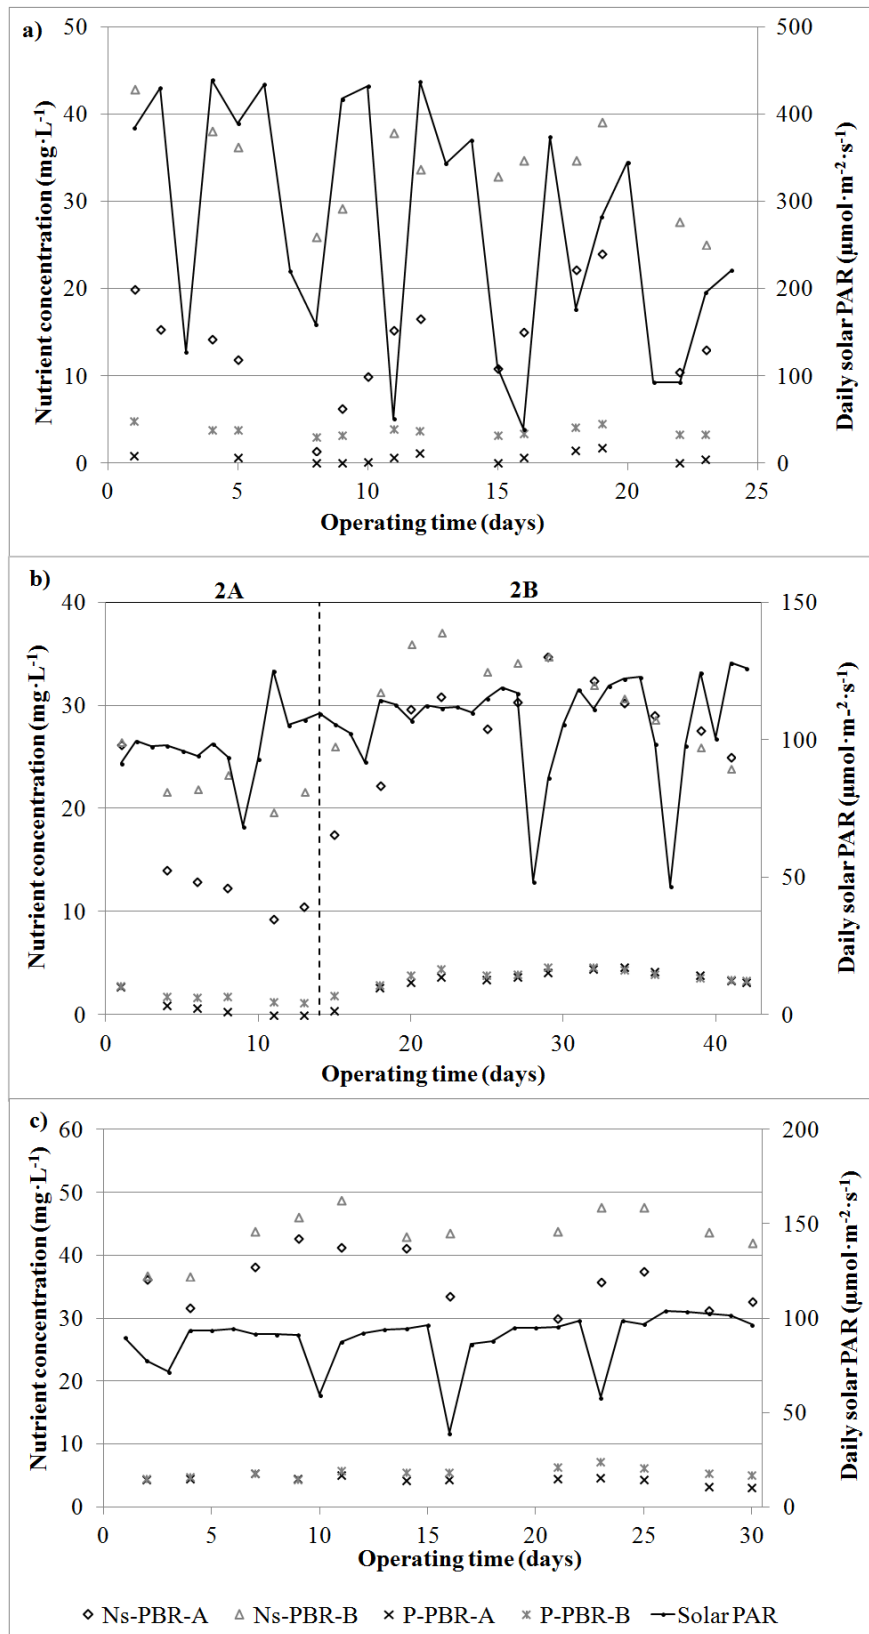 a)
Nutrient concentration (mg·L-1)
Daily solar PAR (µmol·m-2·s-1)
50
40
30
20
10
0
500
400
300
200
100
0
0 5 10 15 20 25
Operating time (days)
b)
2A 2B
Nutrient concentration (mg·L-1)
Daily solar PAR (µmol·m-2·s-1)
40
30
20
10
0
150
100
50
0
0 10 20 30 40
Operating time (days)
c)
Nutrient concentration (mg·L-1)
Daily solar PAR (µmol·m-2·s-1)
60
50
40
30
20
10
0
200
150
100
50
0
0 5 10 15 20 25 30
Operating time (days)
Ns-PBR-A Ns-PBR-B P-PBR-A P-PBR-B Solar PAR